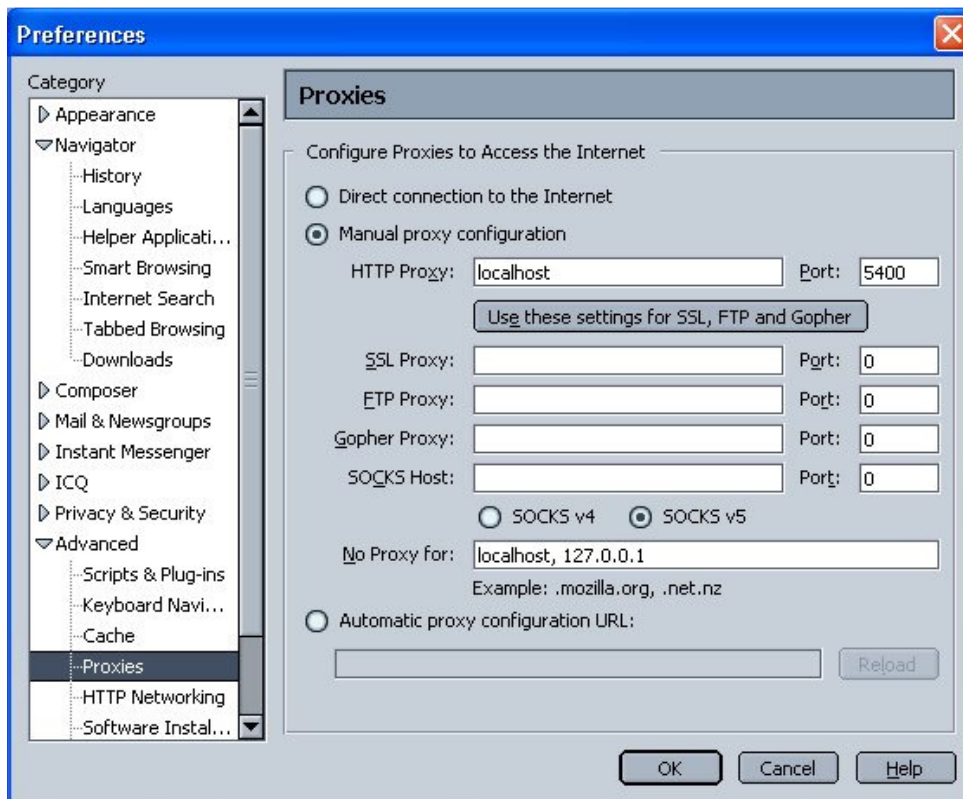 Preferences
Category
Appearance
Navigator
History
Languages
Helper Applicati...
Smart Browsing
Internet Search
Tabbed Browsing
Downloads
Composer
Mail & Newsgroups
Instant Messenger
ICQ
Privacy & Security
Advanced
Scripts & Plug-ins
Keyboard Navi...
Cache
Proxies
HTTP Networking
Software Instal...
Proxies
Configure Proxies to Access the Internet
Direct connection to the Internet
Manual proxy configuration
HTTP Proxy: localhost Port: 5400
Use these settings for SSL, FTP and Gopher
SSL Proxy: Port: 0
FTP Proxy: Port: 0
Gopher Proxy: Port: 0
SOCKS Host: Port: 0
SOCKS v4 SOCKS v5
No Proxy for: localhost, 127.0.0.1
Example: .mozilla.org, .net.nz
Automatic proxy configuration URL:
Reload
OK Cancel Help